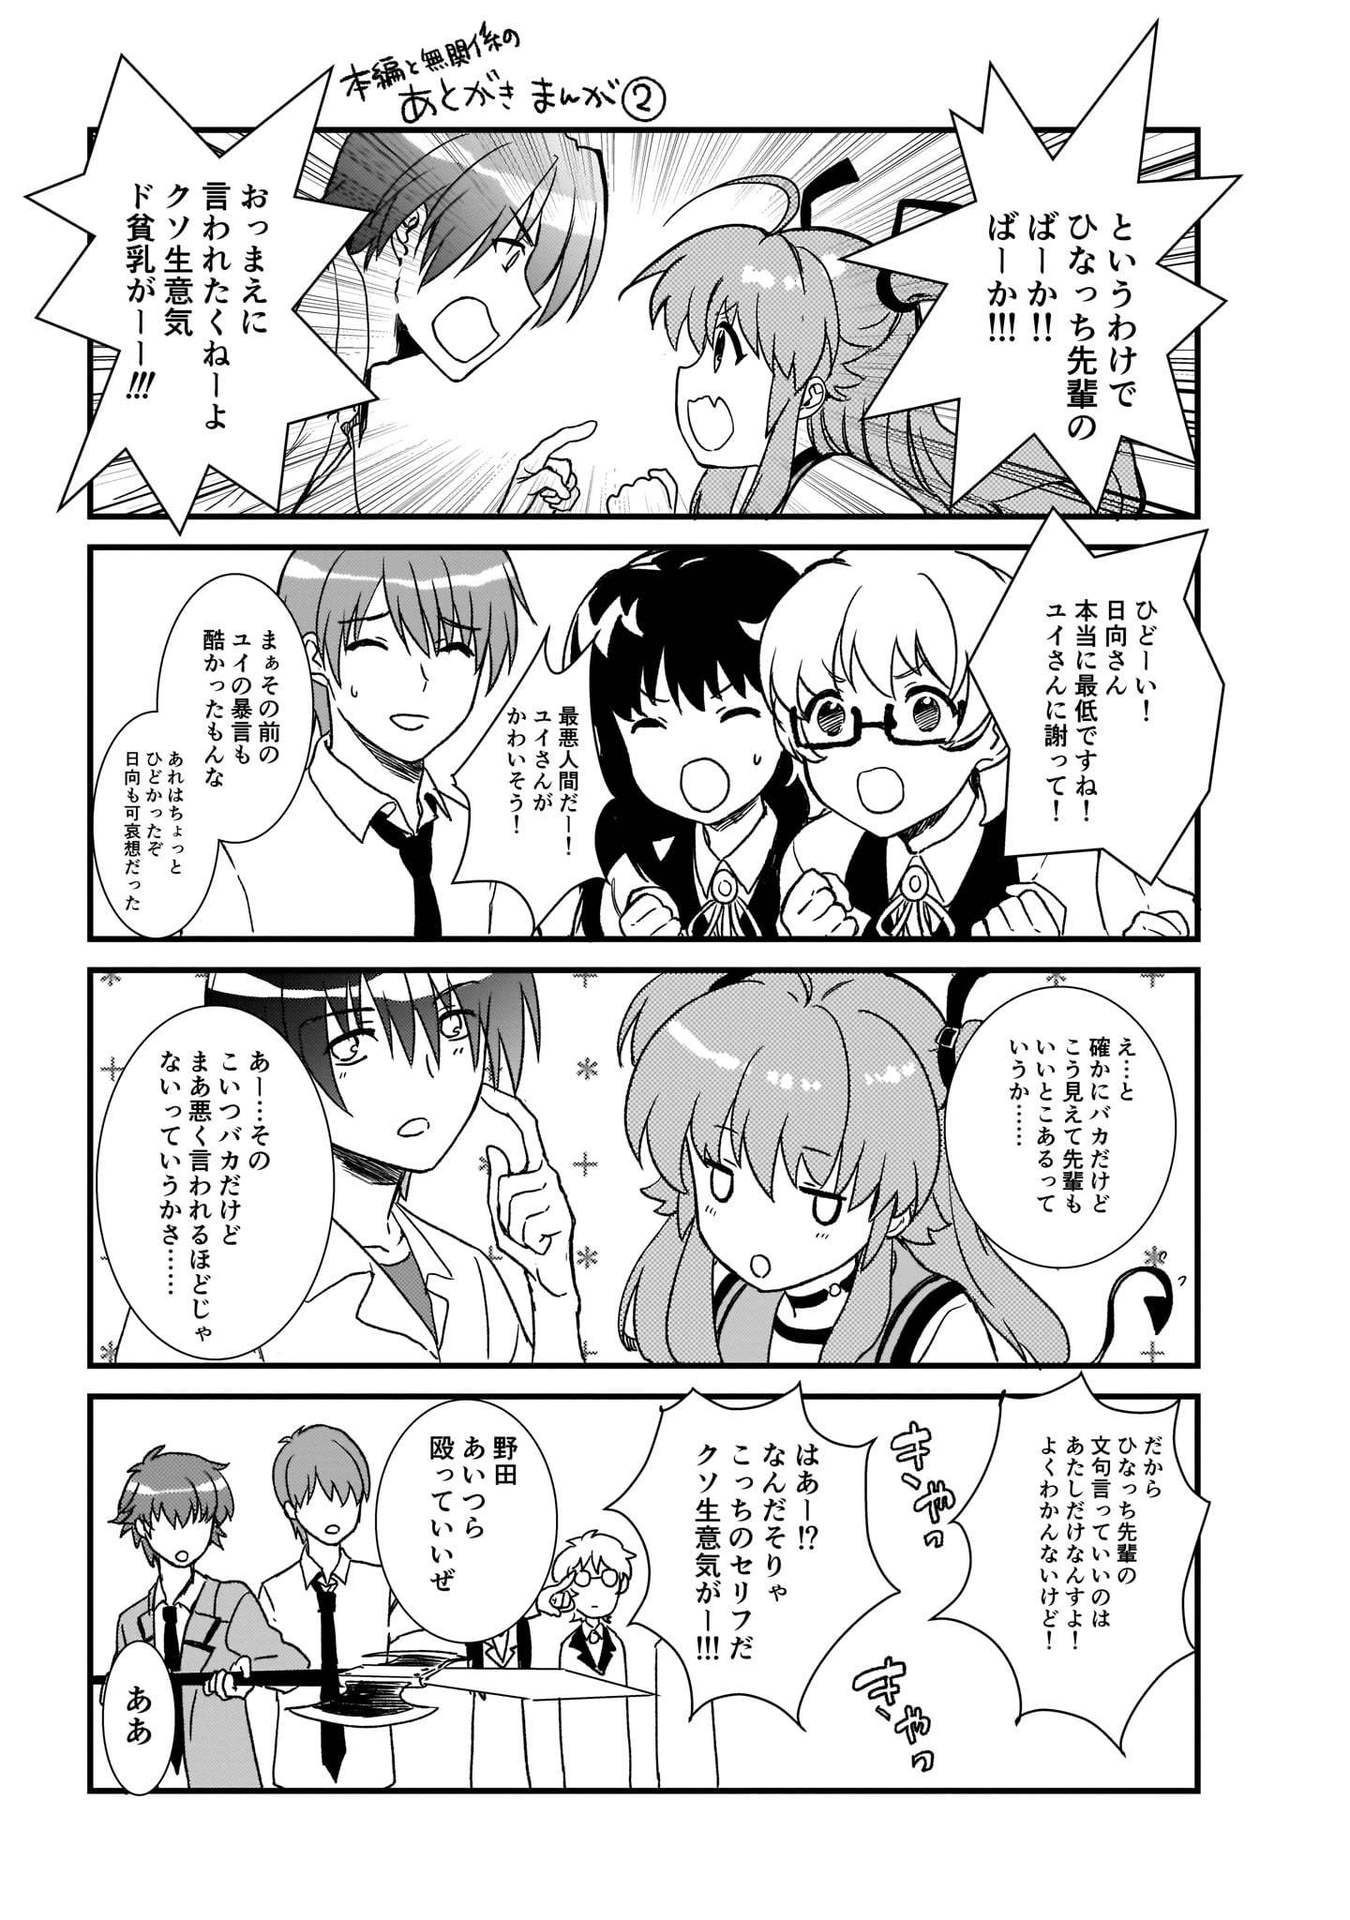 本編と無関係の
あとがきまんが②
というわけで
ひなっち先輩の
ばーか!!
ばーか!!!
おっまえに
言われたくねーよ
クソ生意気
ド貧乳がーー!!!
ひどーい!
日向さん
本当に最低ですね!
ユイさんに謝って!
最悪人間だー!
ユイさんが
かわいそう!
まぁその前の
ユイの暴言も
酷かったもんな
あれはちょっと
ひどかったぞ
日向も可哀想だった
え…と
確かにバカだけど
こう見えて先輩も
いいとこあるって
いうか……
あー…その
こいつバカだけど
まあ悪く言われるほどじゃ
ないっていうかさ……
だから
ひなっち先輩の
文句言っていいのは
あたしだけなんすよ!
よくわかんないけど!
キャンやっ
ギャやっ
はあー!?
なんだそりゃ
こっちのセリフだ
クソ生意気がー!!!
野田
あいつら
殴っていいぜ
ああ